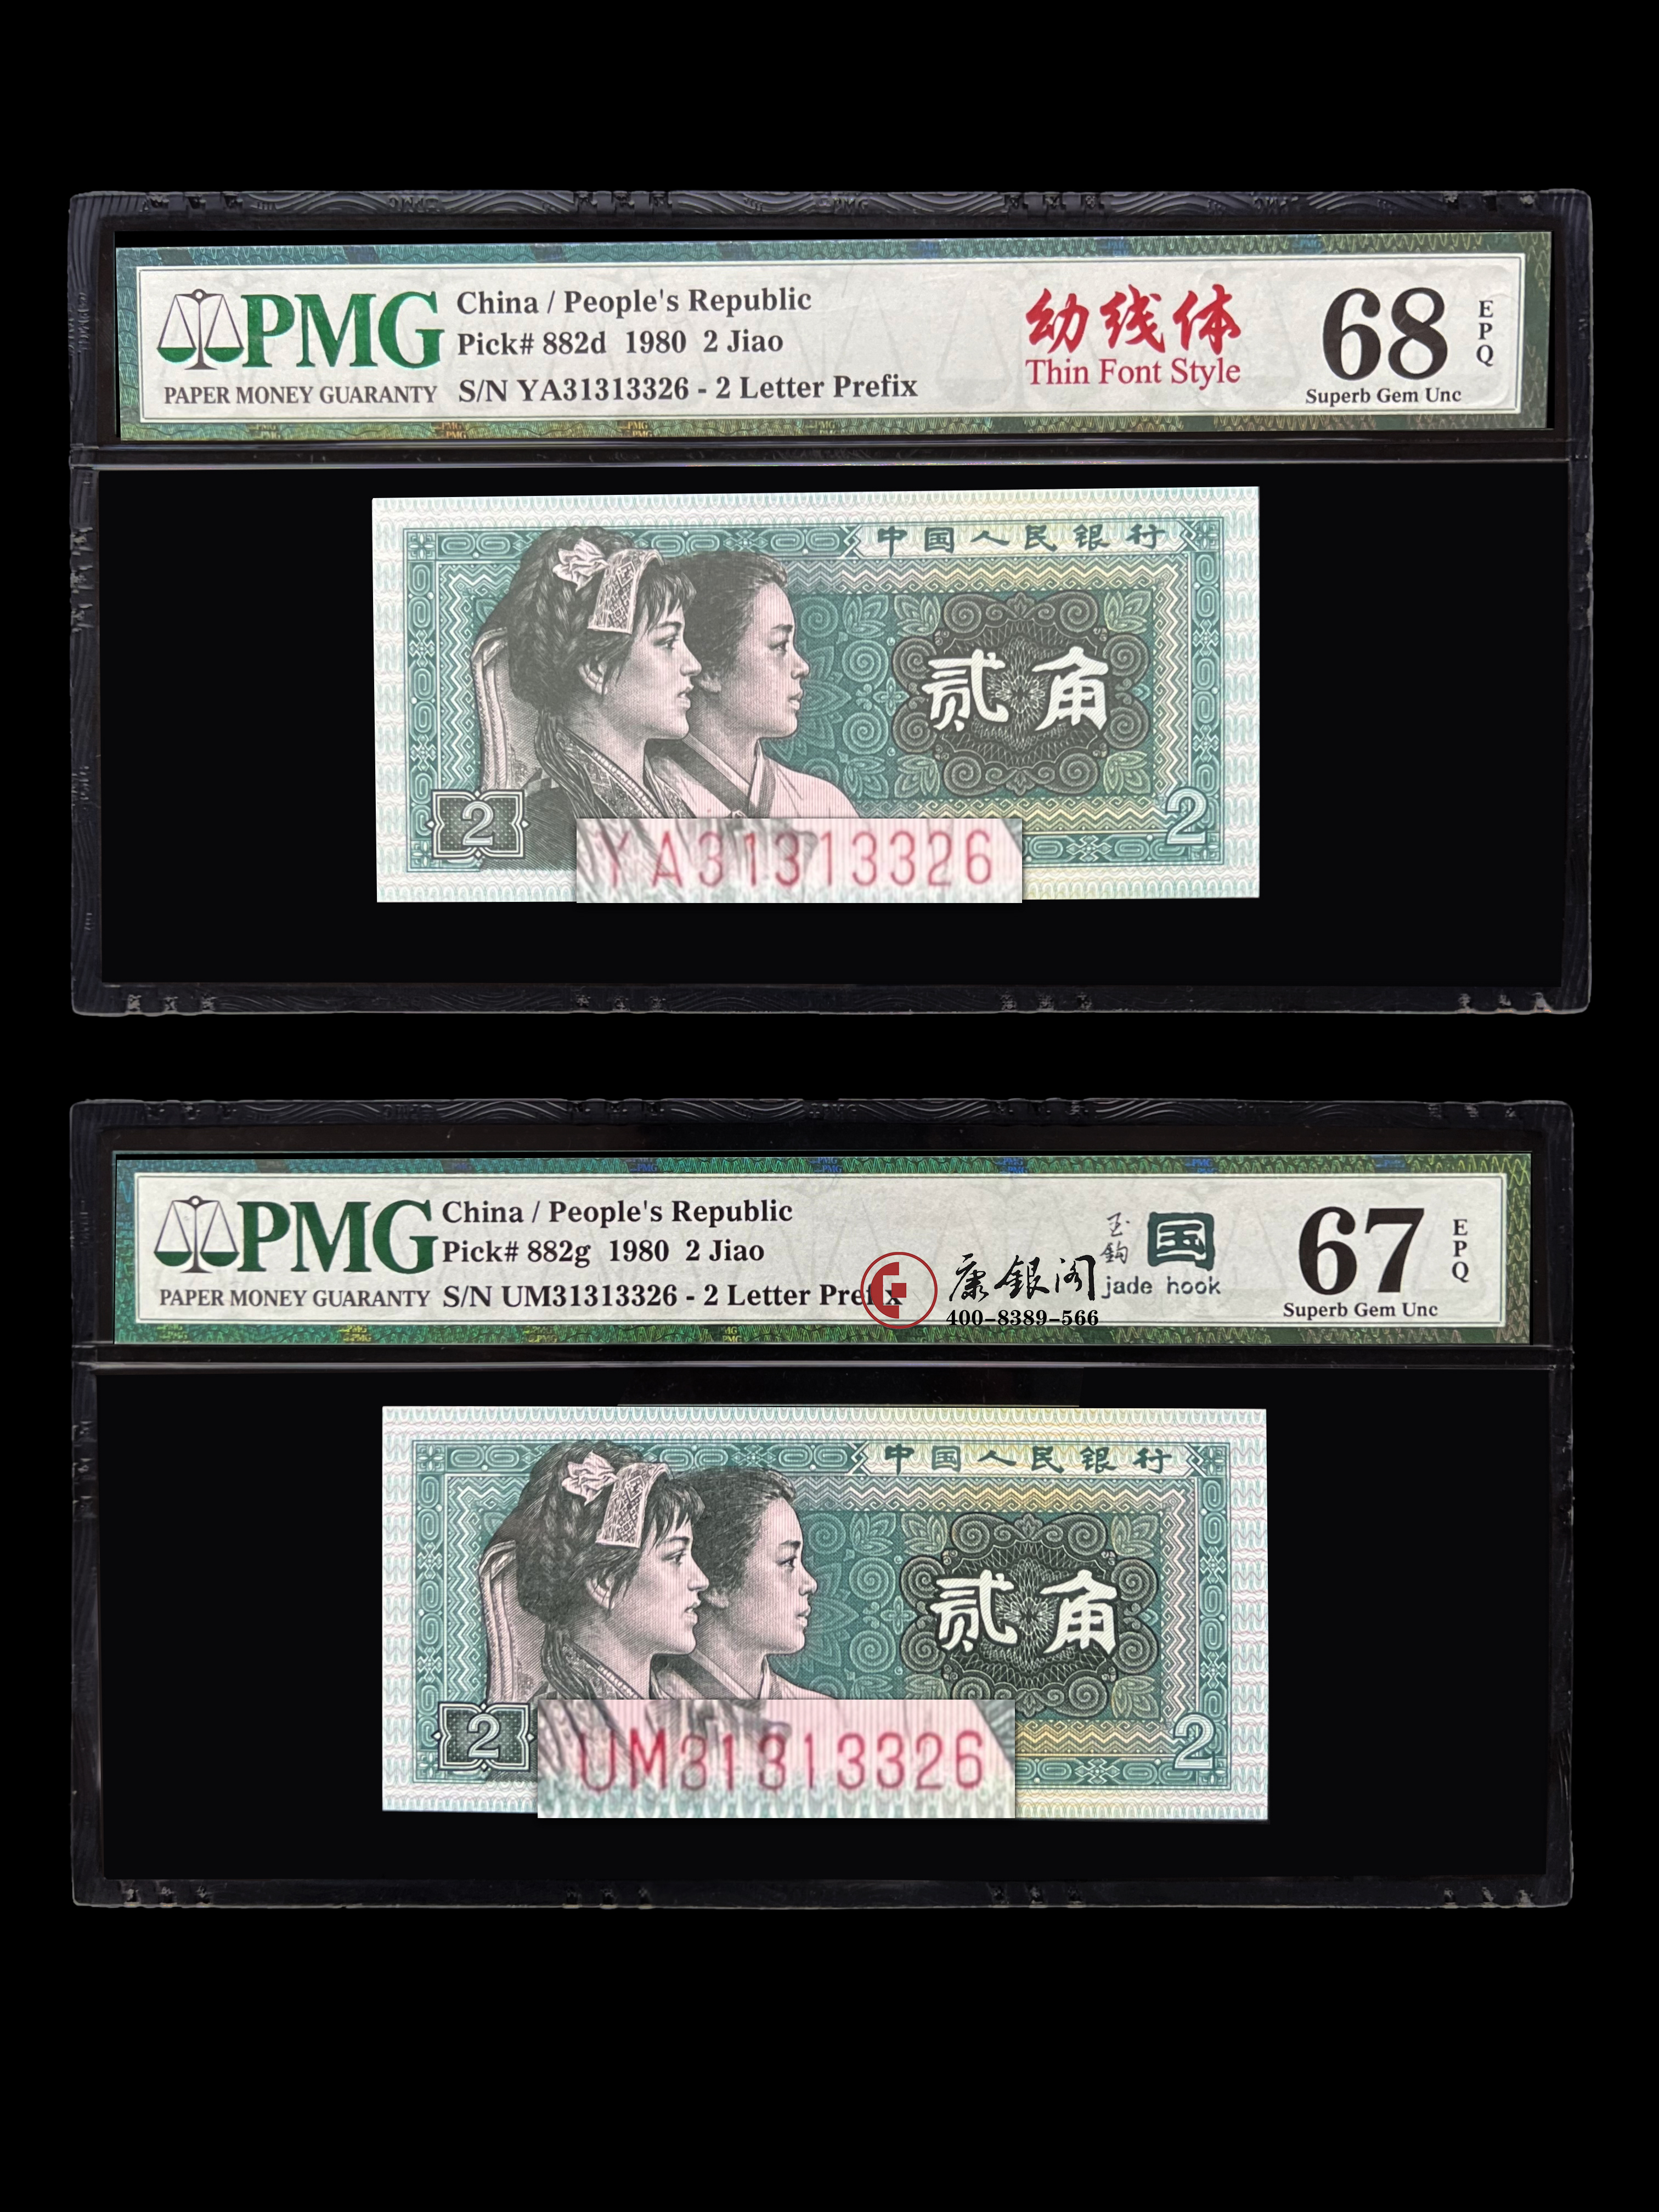 PMG
PAPER MONEY GUARANTY
China / People's Republic
Pick# 882d 1980 2 Jiao
S/N YA31313326 - 2 Letter Prefix
幼线体
Thin Font Style
68
EPQ
Superb Gem Unc
中国人民银行
贰角
2
2
YA31313326
PMG
PAPER MONEY GUARANTY
China / People's Republic
Pick# 882g 1980 2 Jiao
S/N UM31313326 - 2 Letter Prefix
康銀阁
400-8389-566
玉鈎
国
jade hook
67
EPQ
Superb Gem Unc
中国人民银行
贰角
2
2
UM31313326